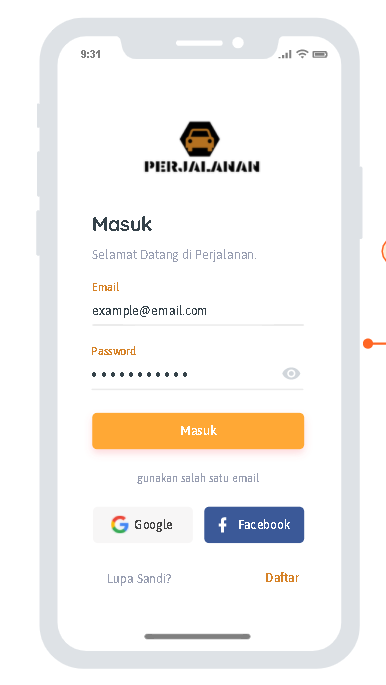 9:31
PERJALANAN
Masuk
Selamat Datang di Perjalanan.
Email
example@email.com
Password
Masuk
gunakan salah satu email
Google
Facebook
Lupa Sandi?
Daftar